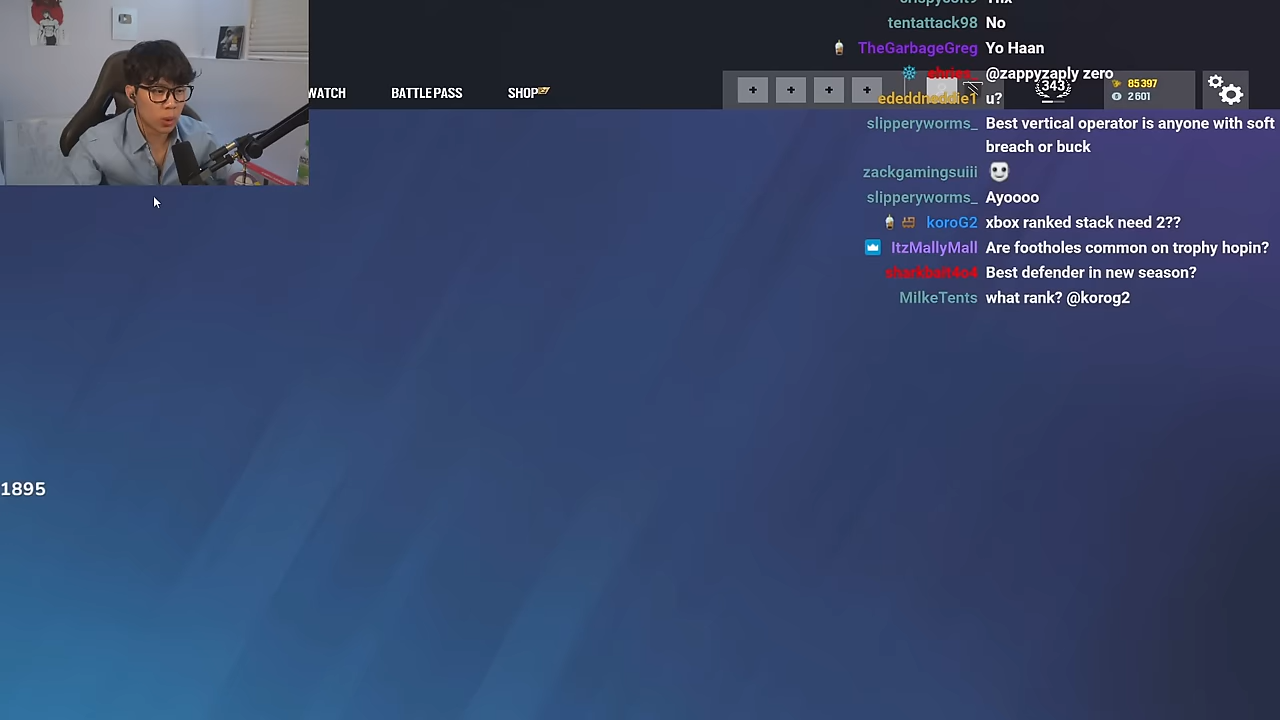 Thx
tentattack98 No
TheGarbageGreg Yo Haan
@zappyzaply zero
WATCH BATTLE PASS SHOP
343 85397
u?
2601
slipperyworms_ Best vertical operator is anyone with soft
breach or buck
zackgamingsuiii
slipperyworms_ Ayoooo
koroG2 xbox ranked stack need 2??
ItzMallyMall Are footholes common on trophy hopin?
sharkbait4o4 Best defender in new season?
MilkeTents what rank? @korog2
1895